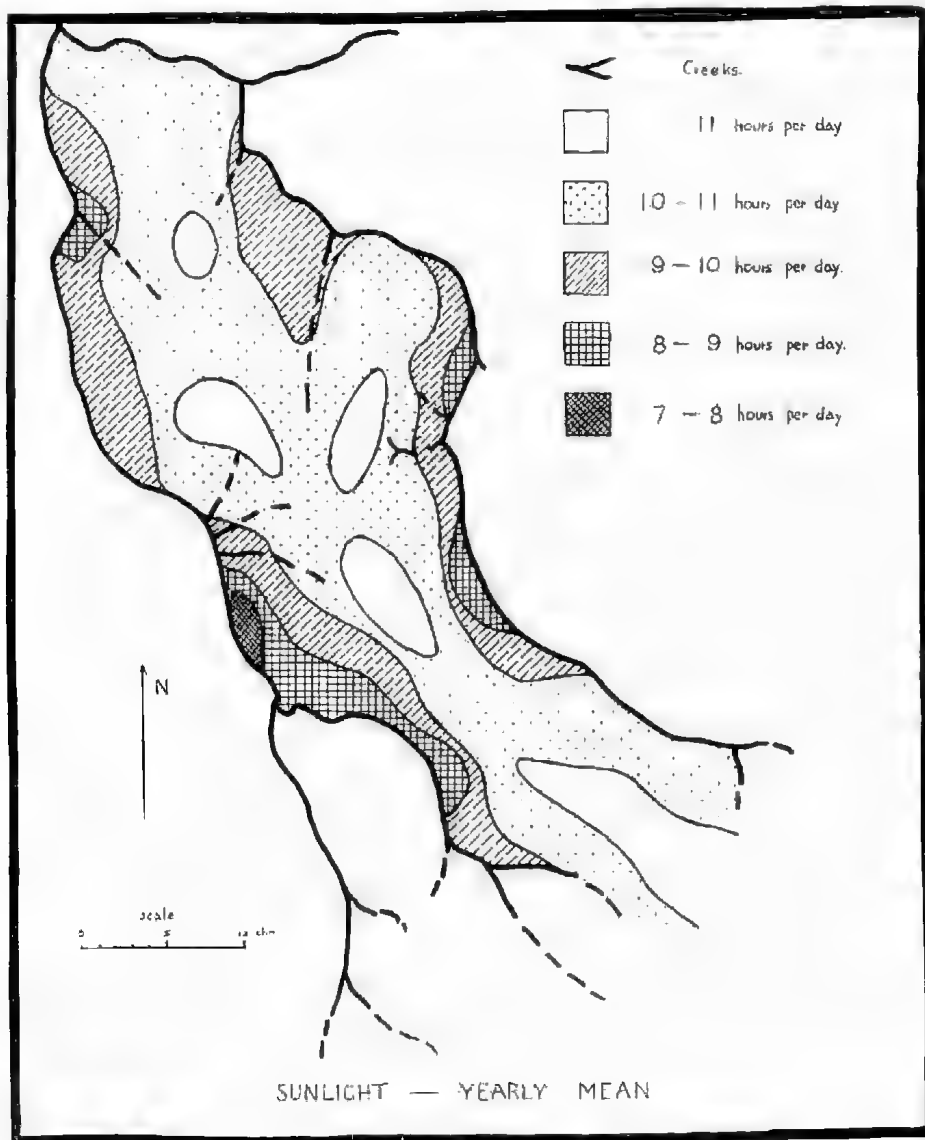 Creeks.
11 hours per day
10 - 11 hours per day
9 - 10 hours per day.
8 - 9 hours per day.
7 - 8 hours per day
N
scale
SUNLIGHT — YEARLY MEAN